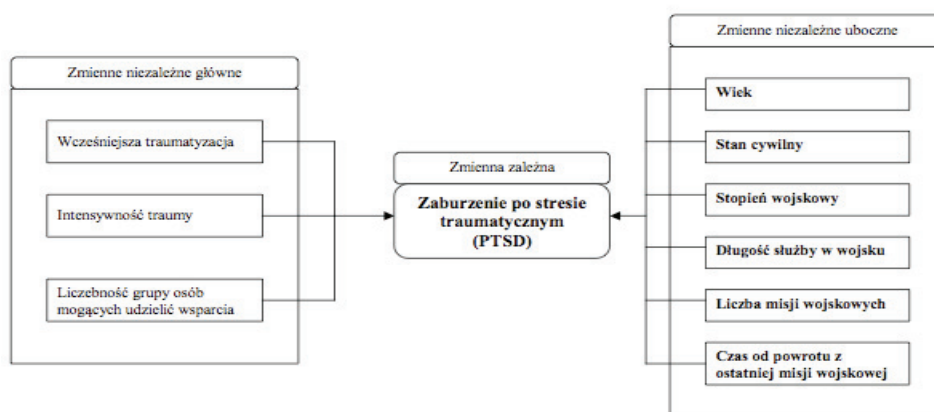 Zmienne niezależne główne
Wcześniejsza traumatyzacja
Intensywność traumy
Liczebność grupy osób
mogących udzielić wsparcia
Zmienna zależna
Zaburzenie po stresie
traumatycznym
(PTSD)
Zmienne niezależne uboczne
Wiek
Stan cywilny
Stopień wojskowy
Długość służby w wojsku
Liczba misji wojskowych
Czas od powrotu z
ostatniej misji wojskowej